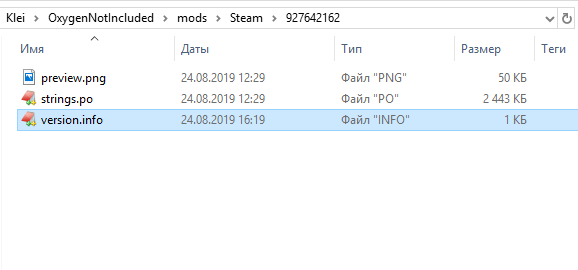 Klei > OxygenNotIncluded > mods > Steam > 927642162
Имя Даты Тип Размер Теги
preview.png 24.08.2019 12:29 Файл "PNG" 50 КБ
strings.po 24.08.2019 12:29 Файл "PO" 2 443 КБ
version.info 24.08.2019 16:19 Файл "INFO" 1 КБ